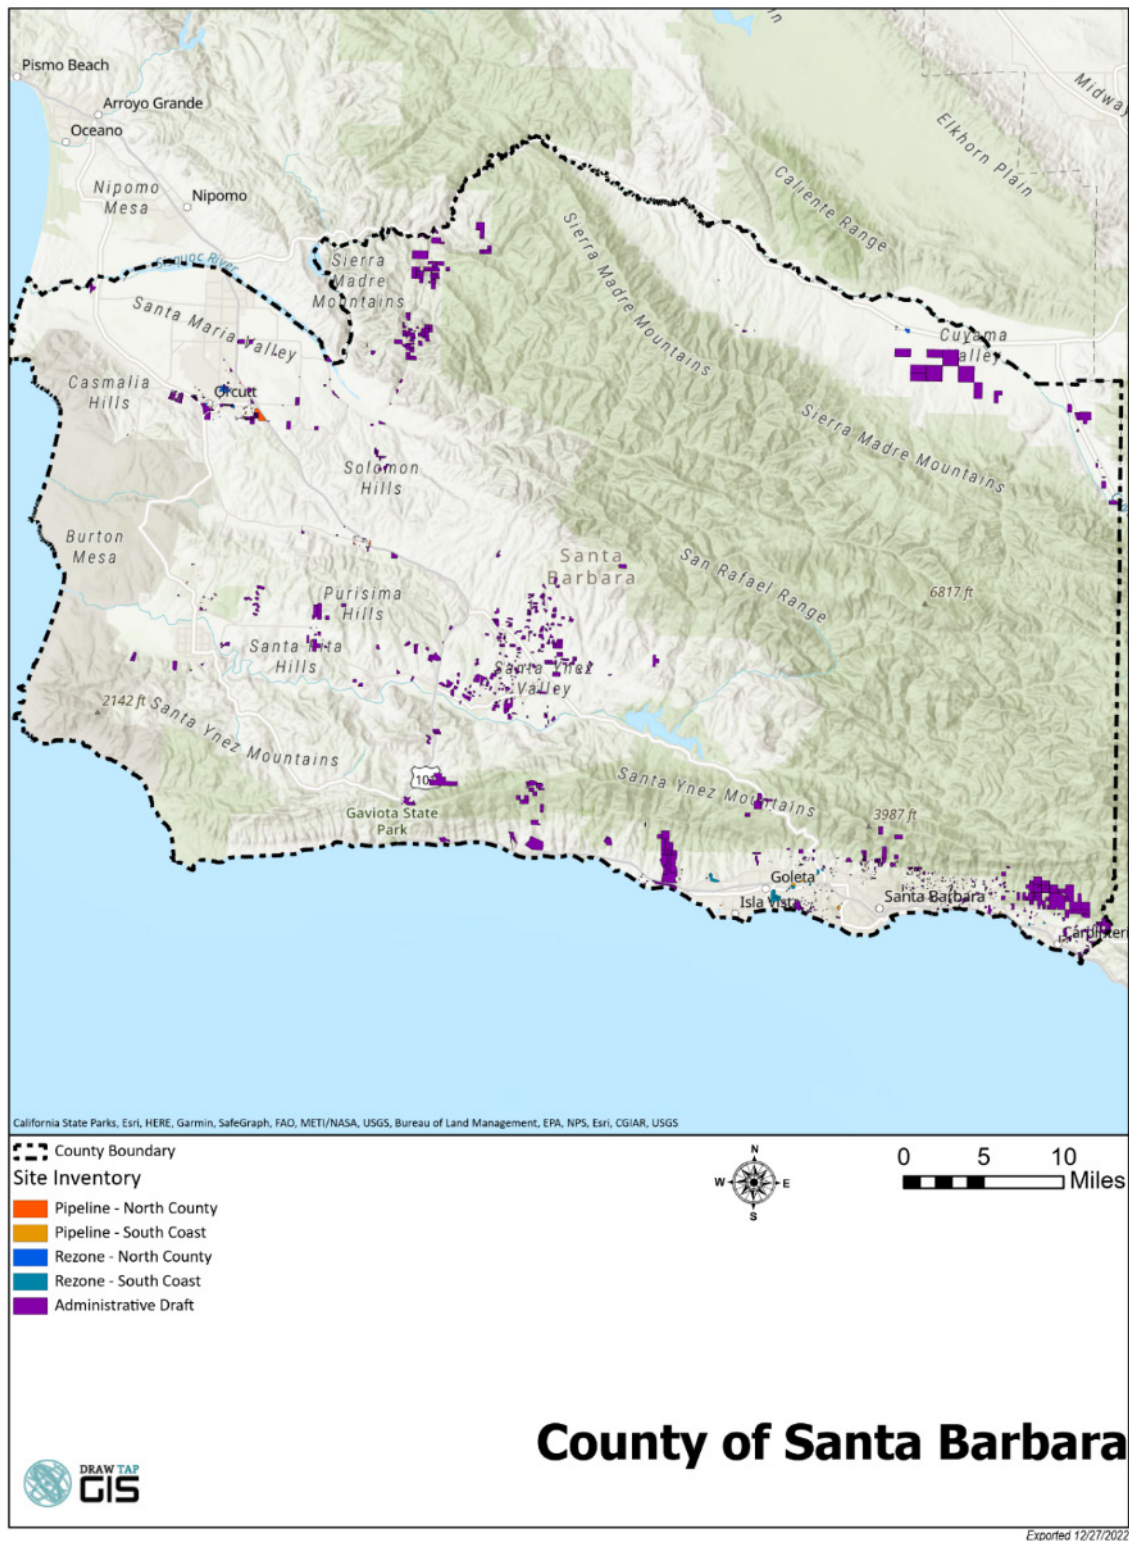 Pismo Beach
Arroyo Grande
Oceano
Nipomo
Mesa
Nipomo
Sisquoc River
Sierra
Madre
Mountains
Santa Maria Valley
Casmalia
Hills
Orcutt
Solomon
Hills
Burton
Mesa
Purisima
Hills
Santa Rita
Hills
Santa
Barbara
Santa Ynez
Valley
2142 ft
Santa Ynez Mountains
Gaviota State
Park
Midway
Elkhorn Plain
Caliente Range
Sierra Madre Mountains
Cuyama
Valley
Sierra Madre Mountains
San Rafael Range
6817 ft
Santa Ynez Mountains
3987 ft
Goleta
Isla Vista
Santa Barbara
Carpinteri
California State Parks, Esri, HERE, Garmin, SafeGraph, FAO, METI/NASA, USGS, Bureau of Land Management, EPA, NPS, Esri, CGIAR, USGS
County Boundary
Site Inventory
Pipeline - North County
Pipeline - South Coast
Rezone - North County
Rezone - South Coast
Administrative Draft
N
W E
S
0 5 10
Miles
County of Santa Barbara
DRAW TAP
GIS
Exported 12/27/2022